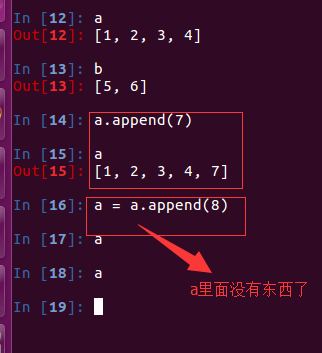 In [12]: a
Out[12]: [1, 2, 3, 4]
In [13]: b
Out[13]: [5, 6]
In [14]: a.append(7)
In [15]: a
Out[15]: [1, 2, 3, 4, 7]
In [16]: a = a.append(8)
In [17]: a
In [18]: a
a里面没有东西了
In [19]: